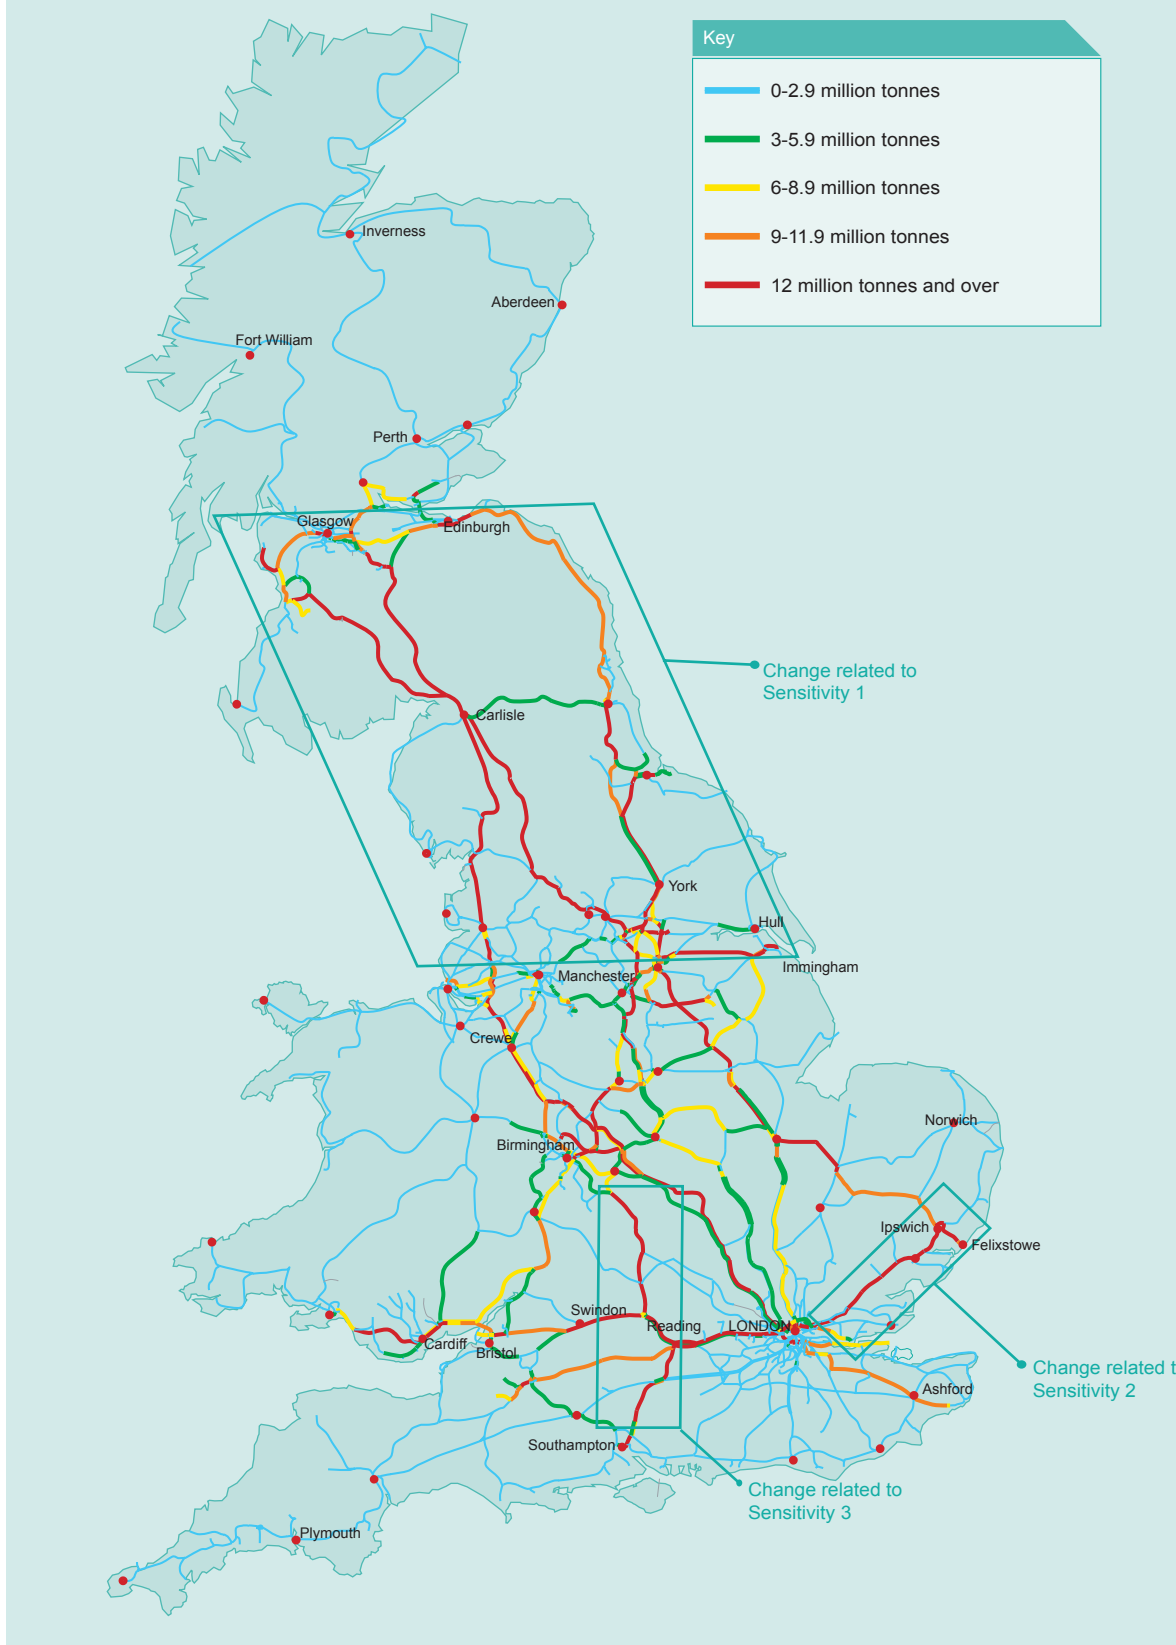 Key
0-2.9 million tonnes
3-5.9 million tonnes
6-8.9 million tonnes
9-11.9 million tonnes
12 million tonnes and over
Inverness
Aberdeen
Fort William
Perth
Glasgow
Edinburgh
Change related to
Sensitivity 1
Carlisle
York
Hull
Immingham
Manchester
Crewe
Norwich
Birmingham
Ipswich
Felixstowe
Swindon
Reading
LONDON
Cardiff
Bristol
Change related t
Sensitivity 2
Ashford
Southampton
Change related to
Sensitivity 3
Plymouth